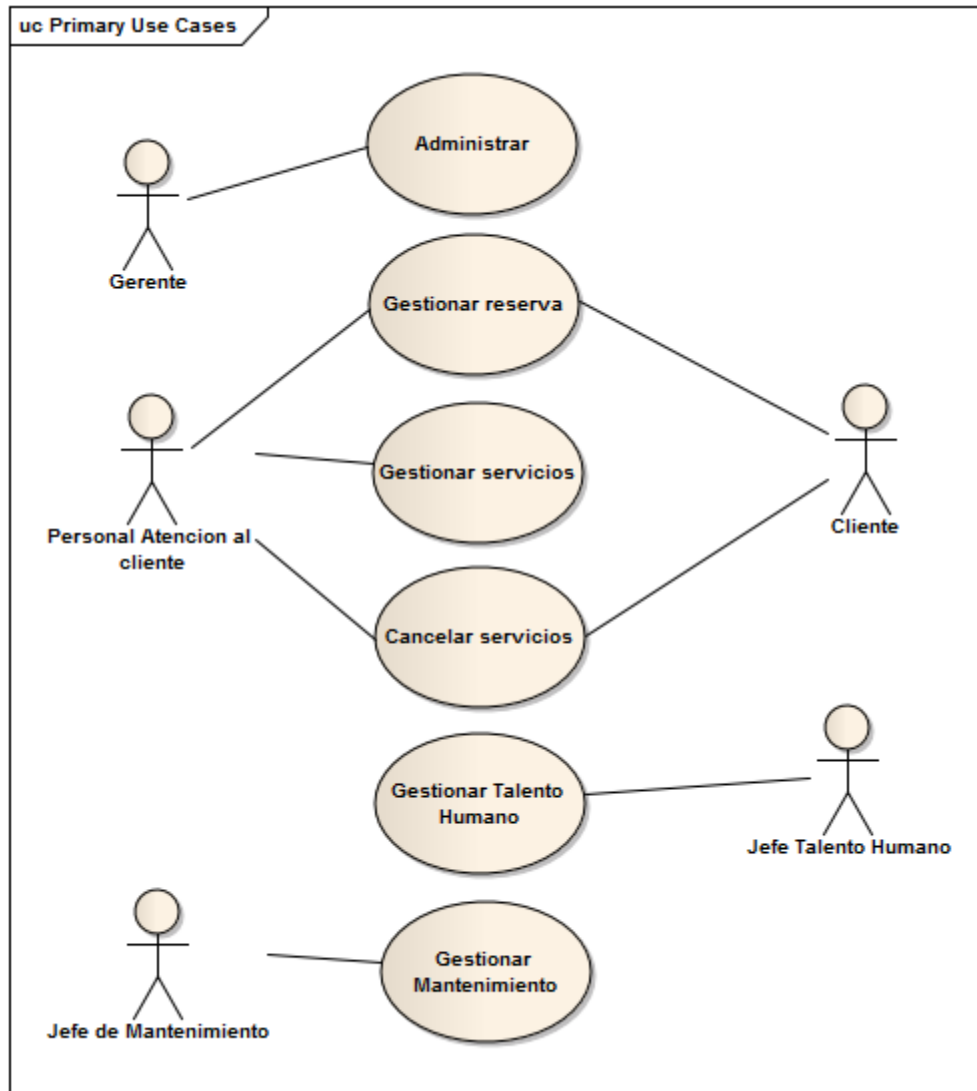 uc Primary Use Cases
Administrar
Gerente
Gestionar reserva
Gestionar servicios
Personal Atencion al
cliente
Cliente
Cancelar servicios
Gestionar Talento
Humano
Jefe Talento Humano
Gestionar
Mantenimiento
Jefe de Mantenimiento